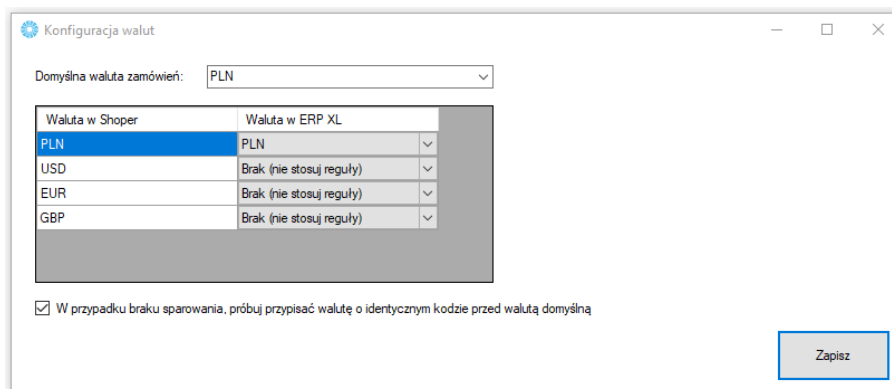 Konfiguracja walut
Domyślna waluta zamówień: PLN
Waluta w Shoper Waluta w ERP XL
PLN PLN
USD Brak (nie stosuj reguły)
EUR Brak (nie stosuj reguły)
GBP Brak (nie stosuj reguły)
W przypadku braku sparowania, próbuj przypisać walutę o identycznym kodzie przed walutą domyślną
Zapisz